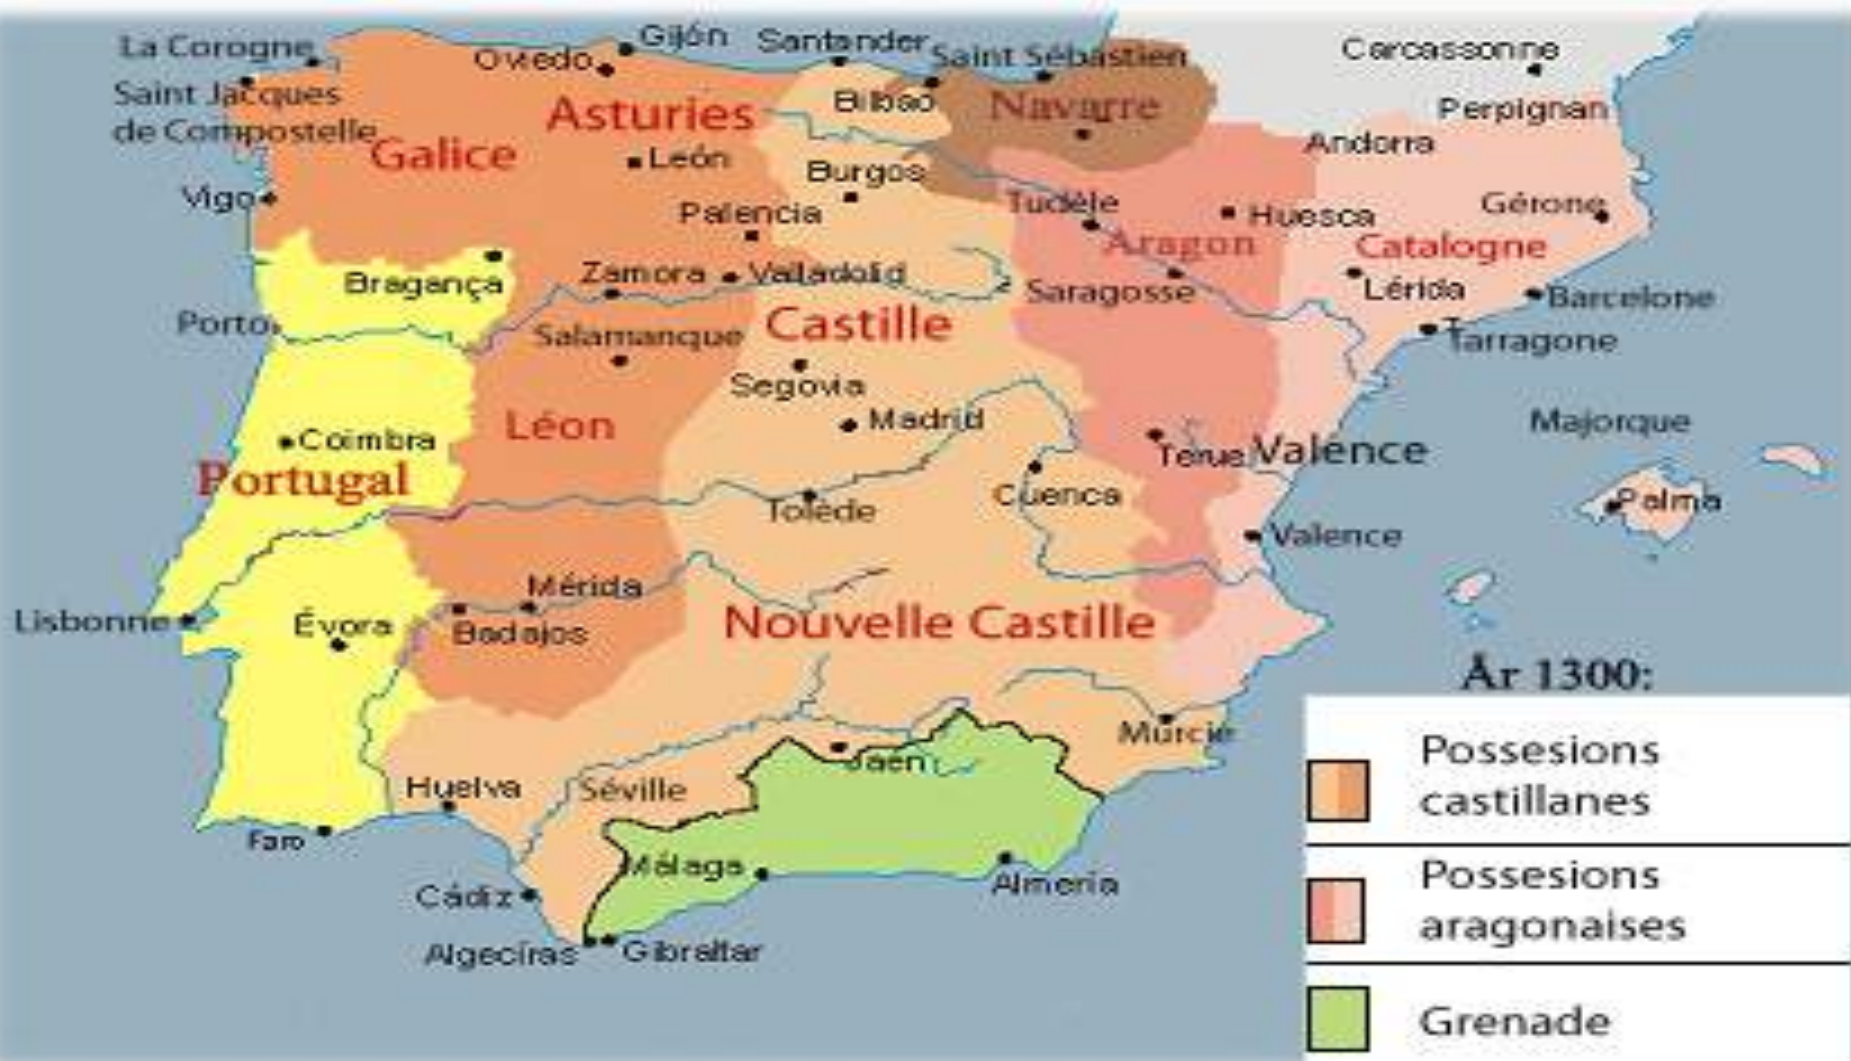 La Corogne
Gijón
Santander
Oviedo
Saint Sébastien
Carcassonne
Saint Jacques
de Compostelle
Asturies
Bilbao
Navarre
Perpignan
Galice
León
Andorra
Burgos
Vigo
Palencia
Tudèle
Huesca
Gérone
Aragon
Catalogne
Bragança
Zamora
Valladolid
Saragosse
Lérida
Barcelone
Porto
Salamanque
Castille
Tarragone
Segovia
Léon
Madrid
Majorque
Coimbra
Teruel
Valence
Portugal
Tolède
Cuenca
Palma
Valence
Mérida
Lisbonne
Évora
Badajos
Nouvelle Castille
År 1300:
Murcie
Possesions
castillanes
Jaén
Huelva
Séville
Faro
Málaga
Almería
Possesions
aragonaises
Cádiz
Algecíras
Gibraltar
Grenade